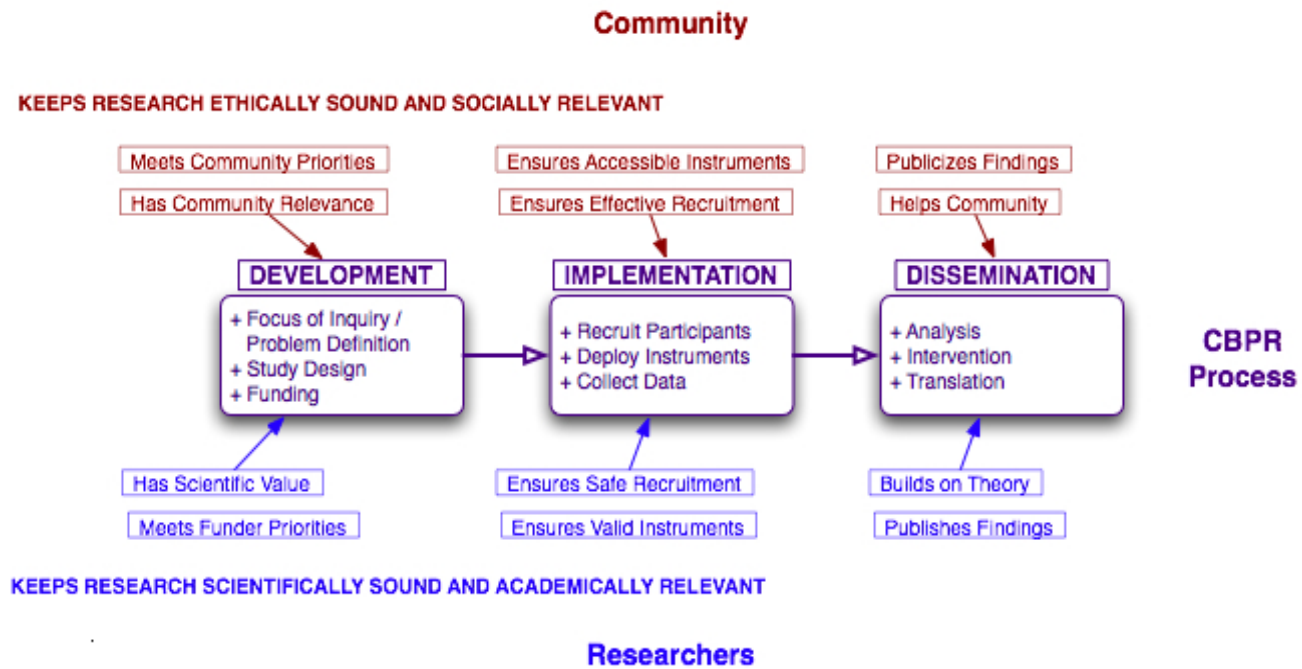 Community
KEEPS RESEARCH ETHICALLY SOUND AND SOCIALLY RELEVANT
Meets Community Priorities
Has Community Relevance
Ensures Accessible Instruments
Ensures Effective Recruitment
Publicizes Findings
Helps Community
DEVELOPMENT
+ Focus of Inquiry /
Problem Definition
+ Study Design
+ Funding
IMPLEMENTATION
+ Recruit Participants
+ Deploy Instruments
+ Collect Data
DISSEMINATION
+ Analysis
+ Intervention
+ Translation
CBPR
Process
Has Scientific Value
Meets Funder Priorities
Ensures Safe Recruitment
Ensures Valid Instruments
Builds on Theory
Publishes Findings
KEEPS RESEARCH SCIENTIFICALLY SOUND AND ACADEMICALLY RELEVANT
Researchers